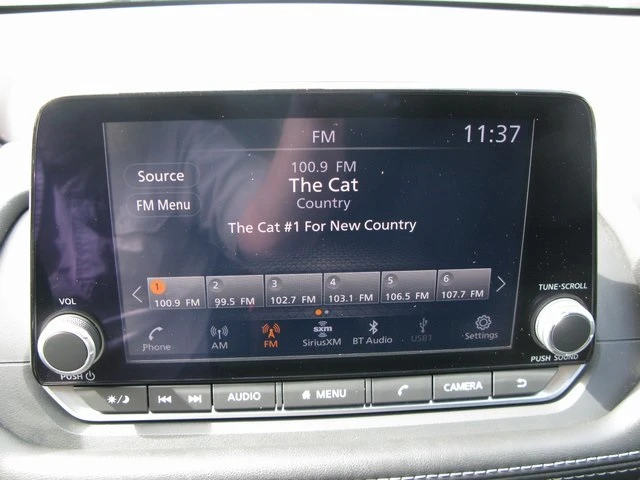 FM
11:37
Source
FM Menu
100.9 FM
The Cat
Country
The Cat #1 For New Country
1 2 3 4 5 6
100.9 FM 99.5 FM 102.7 FM 103.1 FM 106.5 FM 107.7 FM
VOL
TUNE·SCROLL
sxm
Phone AM FM SiriusXM BT Audio USB1 Settings
PUSH
PUSH SOUND
AUDIO MENU CAMERA